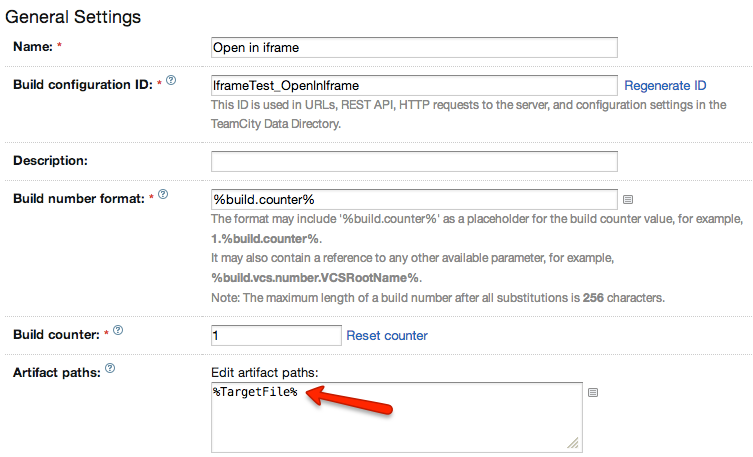 General Settings
Name: * Open in iframe
Build configuration ID: * ? IframeTest_OpenInIframe Regenerate ID
This ID is used in URLs, REST API, HTTP requests to the server, and configuration settings in the
TeamCity Data Directory.
Description:
Build number format: * ? %build.counter%
The format may include '%build.counter%' as a placeholder for the build counter value, for example,
1.%build.counter%.
It may also contain a reference to any other available parameter, for example,
%build.vcs.number.VCSRootName%.
Note: The maximum length of a build number after all substitutions is 256 characters.
Build counter: * ? 1 Reset counter
Artifact paths: ? Edit artifact paths:
%TargetFile%